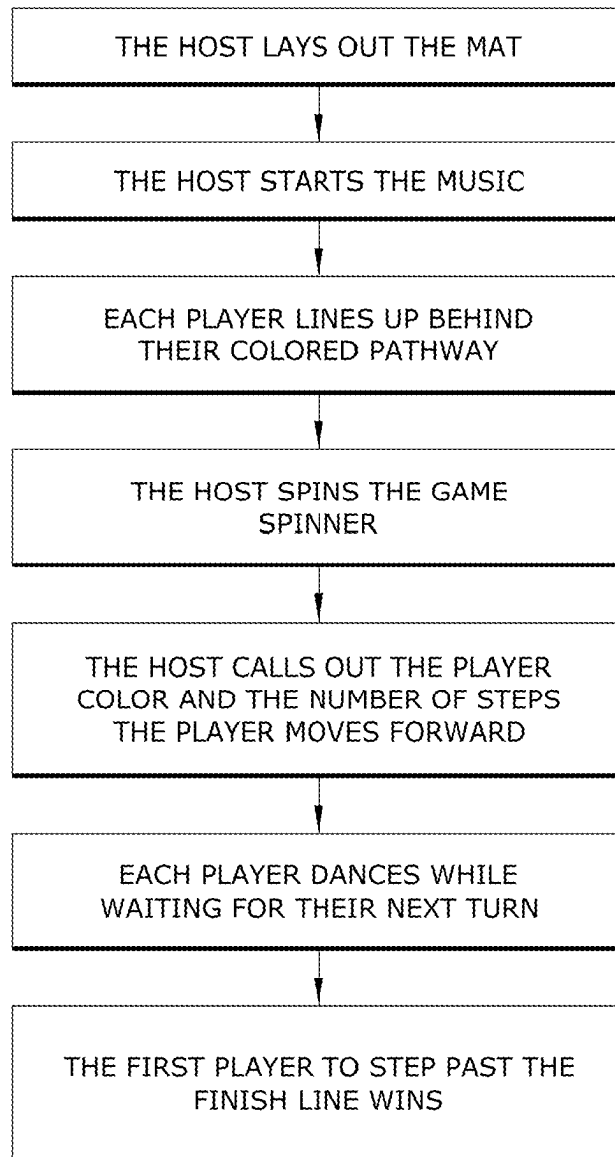 THE HOST LAYS OUT THE MAT
THE HOST STARTS THE MUSIC
EACH PLAYER LINES UP BEHIND
THEIR COLORED PATHWAY
THE HOST SPINS THE GAME
SPINNER
THE HOST CALLS OUT THE PLAYER
COLOR AND THE NUMBER OF STEPS
THE PLAYER MOVES FORWARD
EACH PLAYER DANCES WHILE
WAITING FOR THEIR NEXT TURN
THE FIRST PLAYER TO STEP PAST THE
FINISH LINE WINS